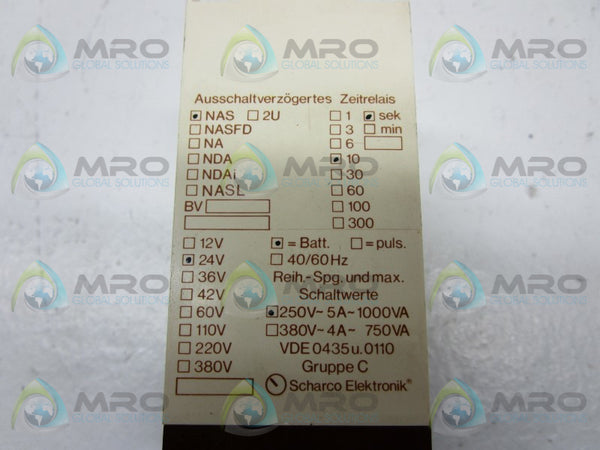 Ausschaltverzögertes Zeitrelais
NAS 2U 1 sek
NASFD 3 min
NA 6
NDA 10
NDAi 30
NASL 60
BV 100
300
12V = Batt. = puls.
24V 40/60Hz
36V Reih.-Spg. und max.
42V Schaltwerte
60V 250V~ 5A~ 1000VA
110V 380V~ 4A~ 750VA
220V VDE 0435 u. 0110
380V Gruppe C
Scharco Elektronik®
MRO
GLOBAL SOLUTIONS